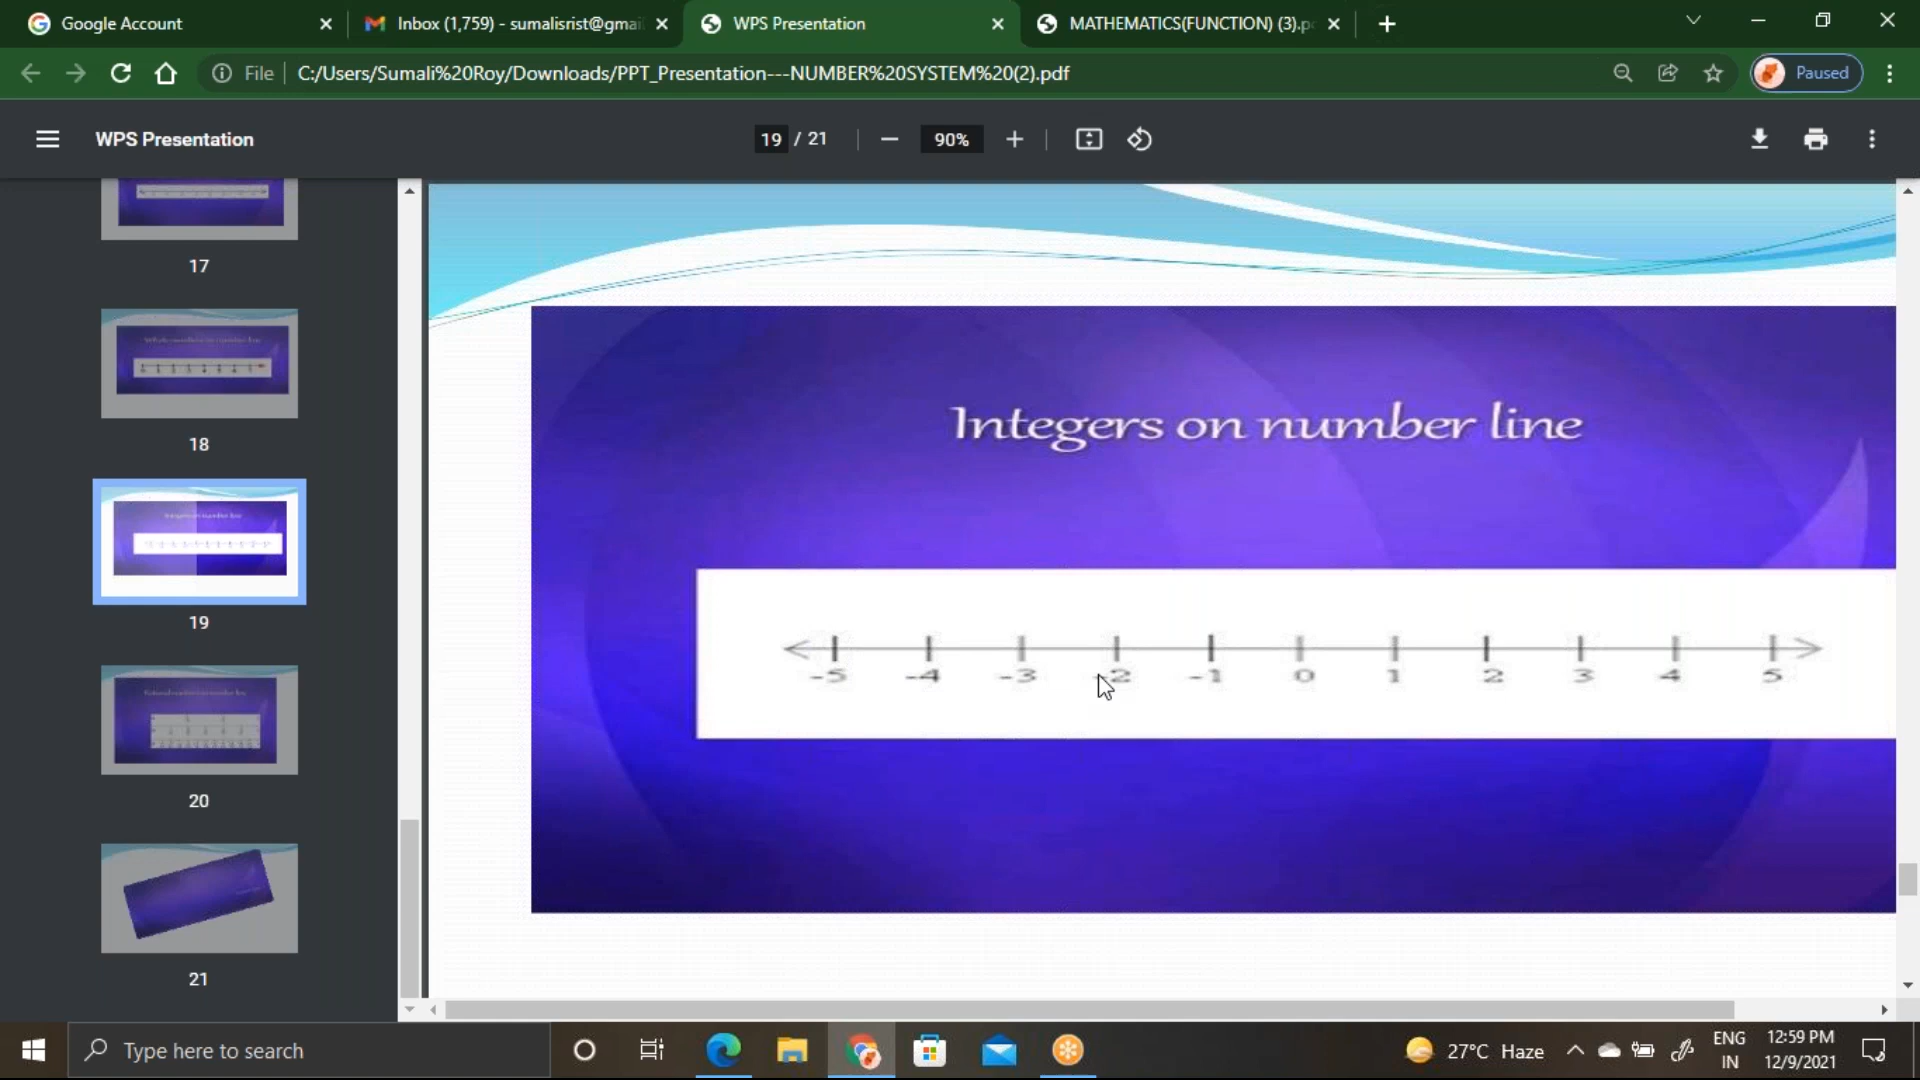 Google Account
Inbox (1,759) - sumalisrist@gmai
WPS Presentation
MATHEMATICS(FUNCTION) (3).p
File
C:/Users/Sumali%20Roy/Downloads/PPT_Presentation---NUMBER%20SYSTEM%20(2).pdf
Paused
WPS Presentation
19 / 21
90%
17
18
19
20
21
Integers on number line
-5 -4 -3 -2 -1 0 1 2 3 4 5
Type here to search
27°C Haze
ENG
IN
12:59 PM
12/9/2021